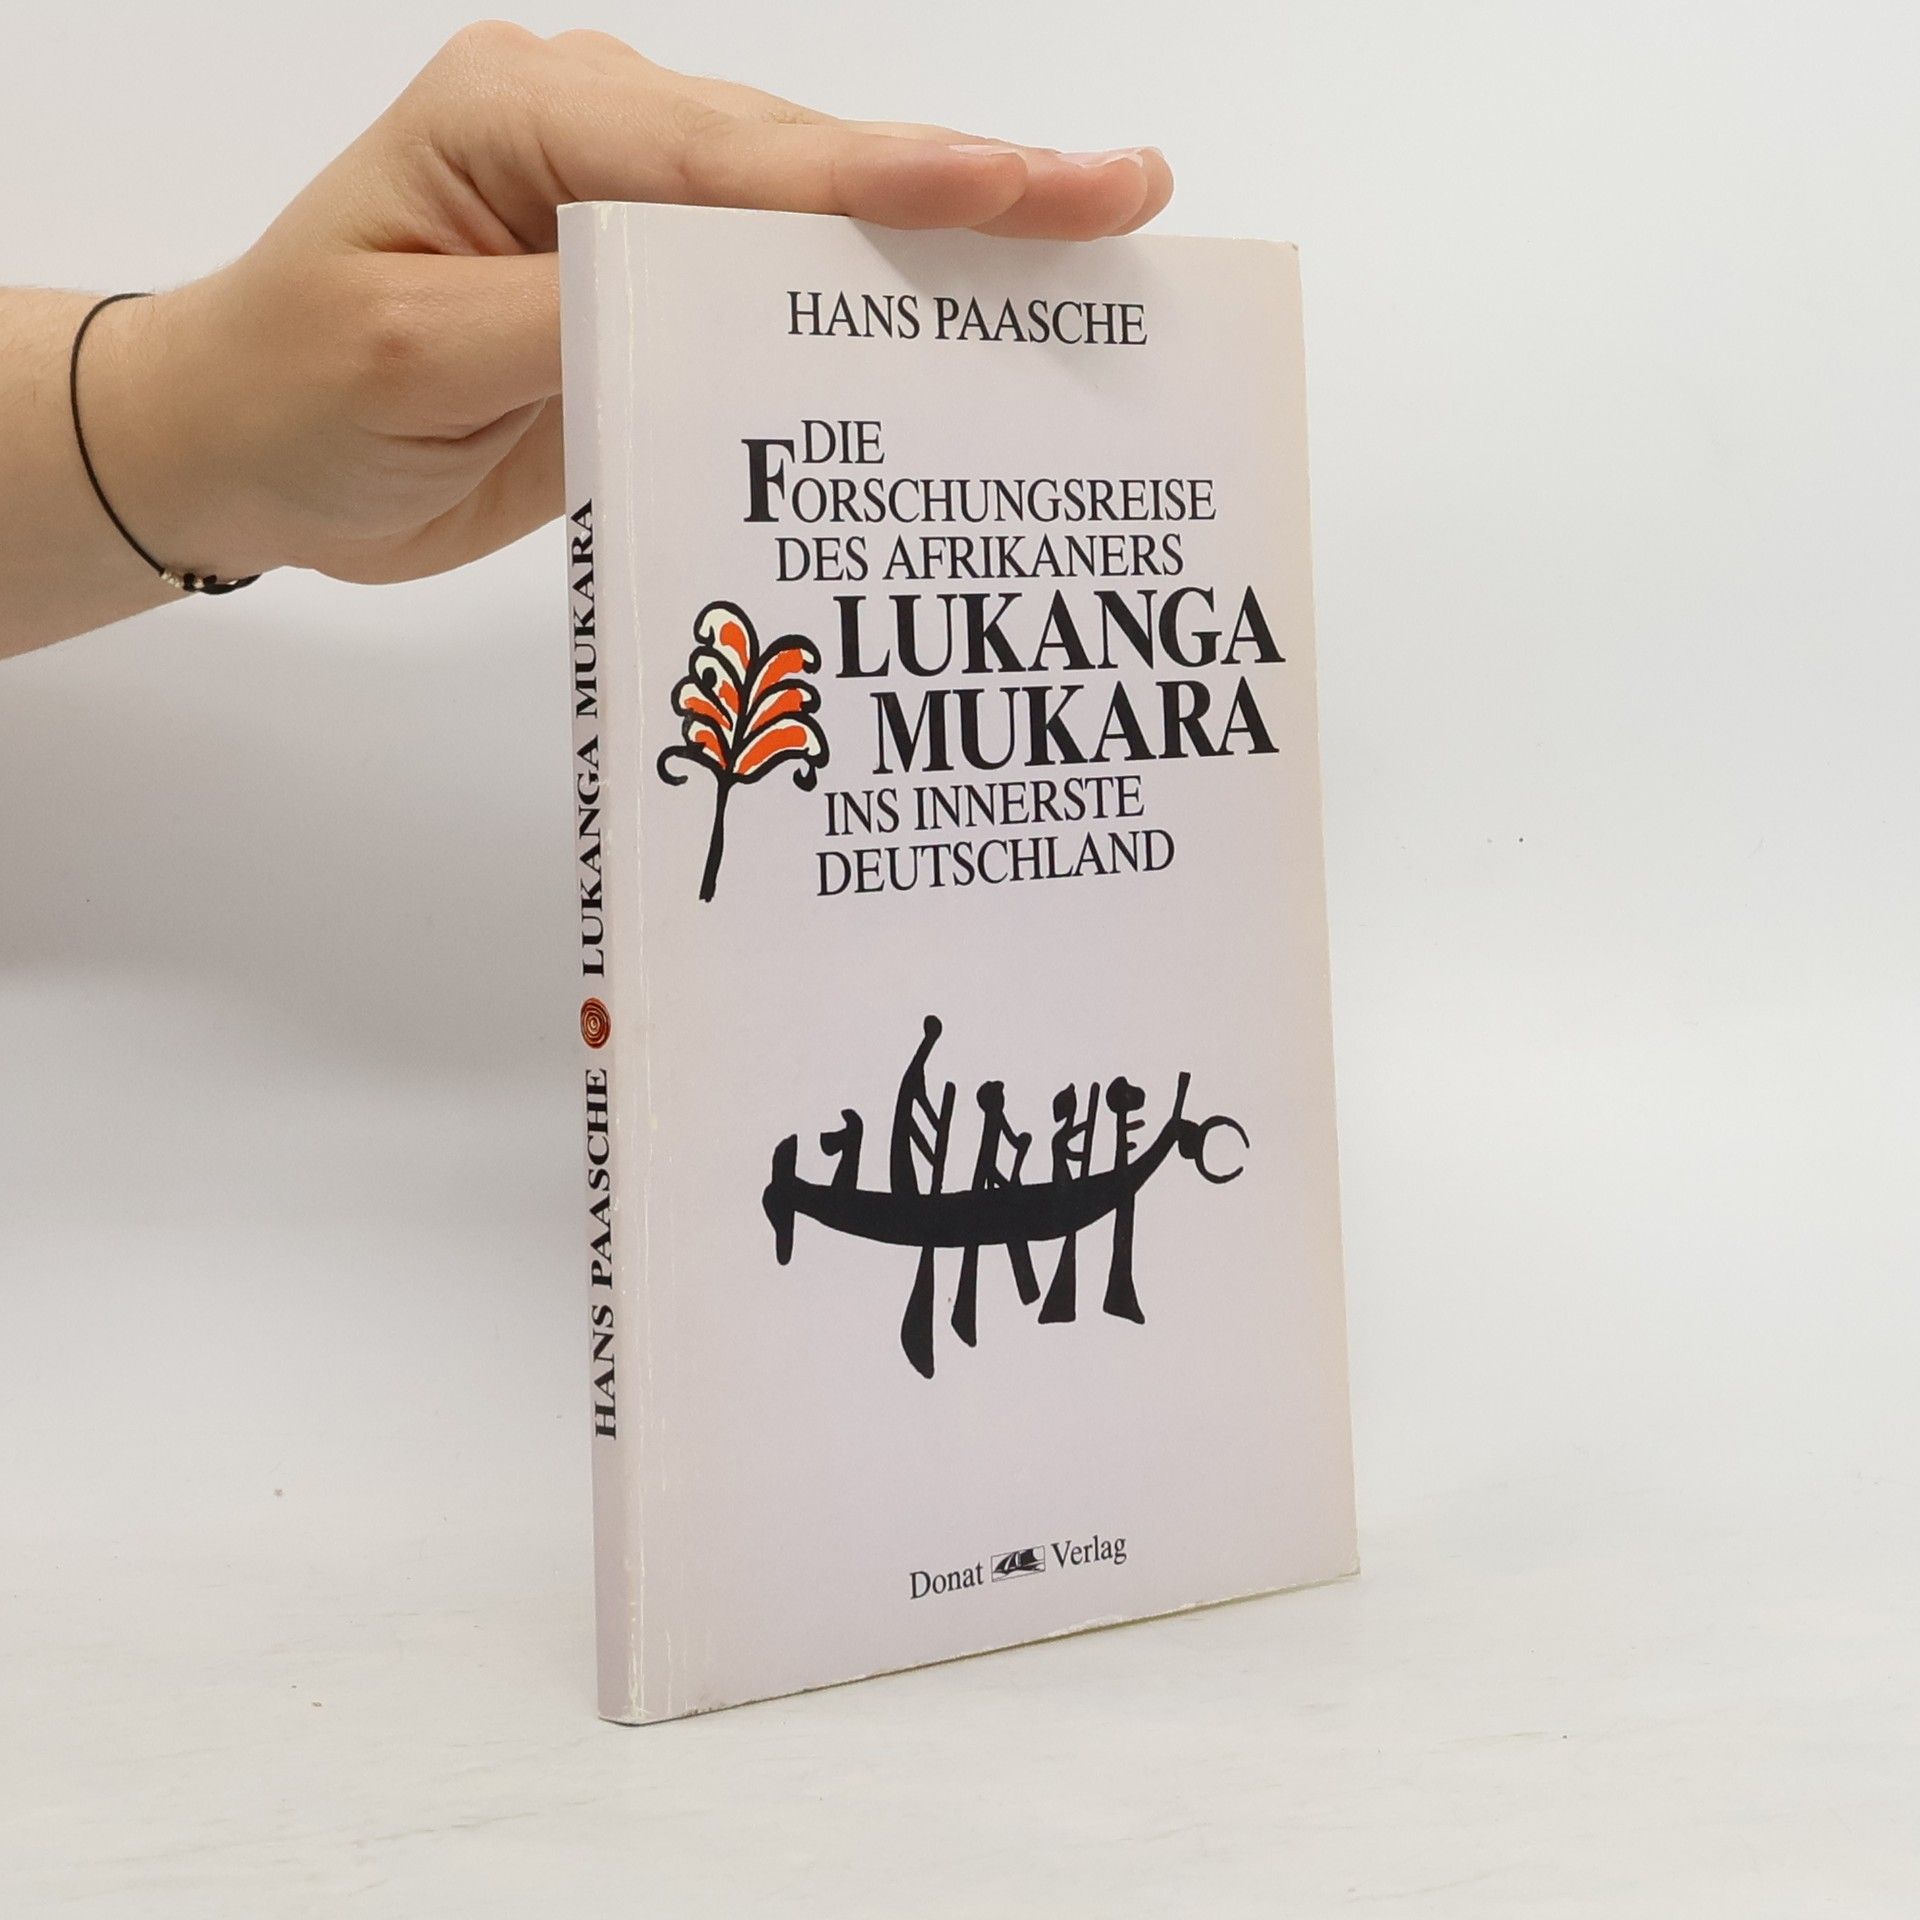 HANS PAASCHE
DIE
FORSCHUNGSREISE
DES AFRIKANERS
LUKANGA
MUKARA
INS INNERSTE
DEUTSCHLAND
Donat Verlag
HANS PAASCHE LUKANGA MUKARA